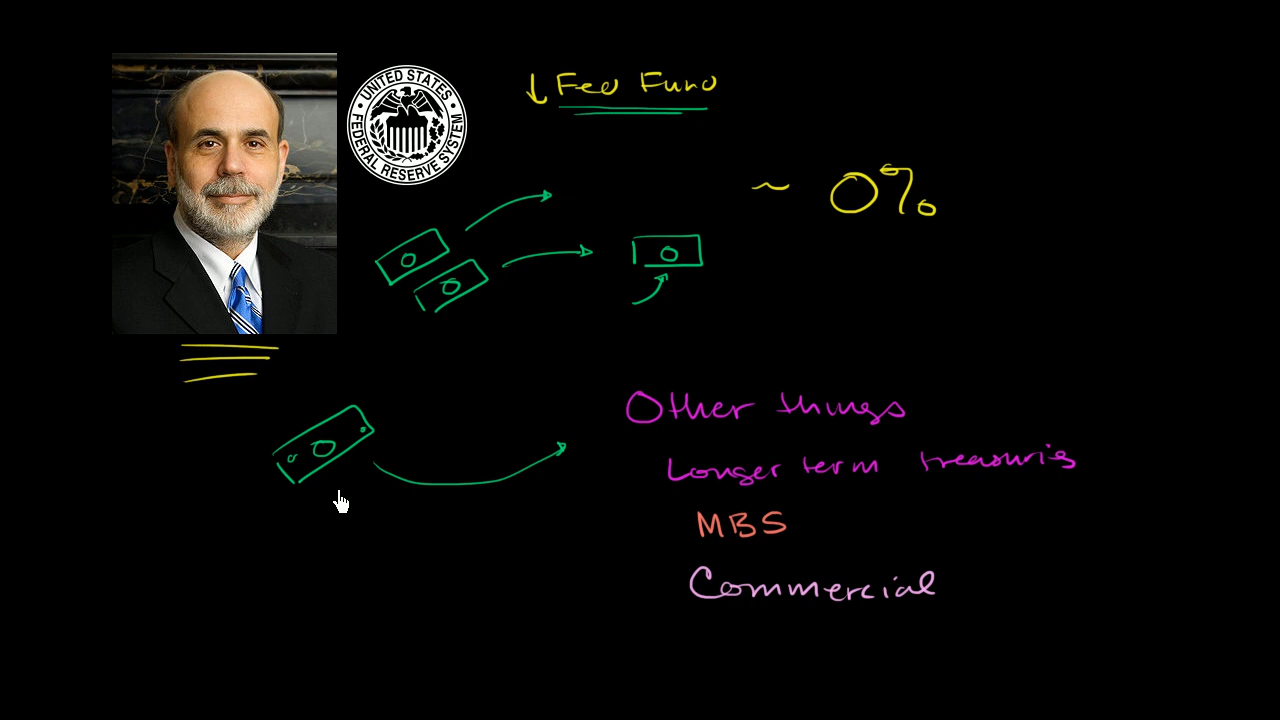 UNITED STATES
FEDERAL RESERVE SYSTEM
↓ Fed Fund
~ 0%
Other things
Longer term treasuries
MBS
Commercial